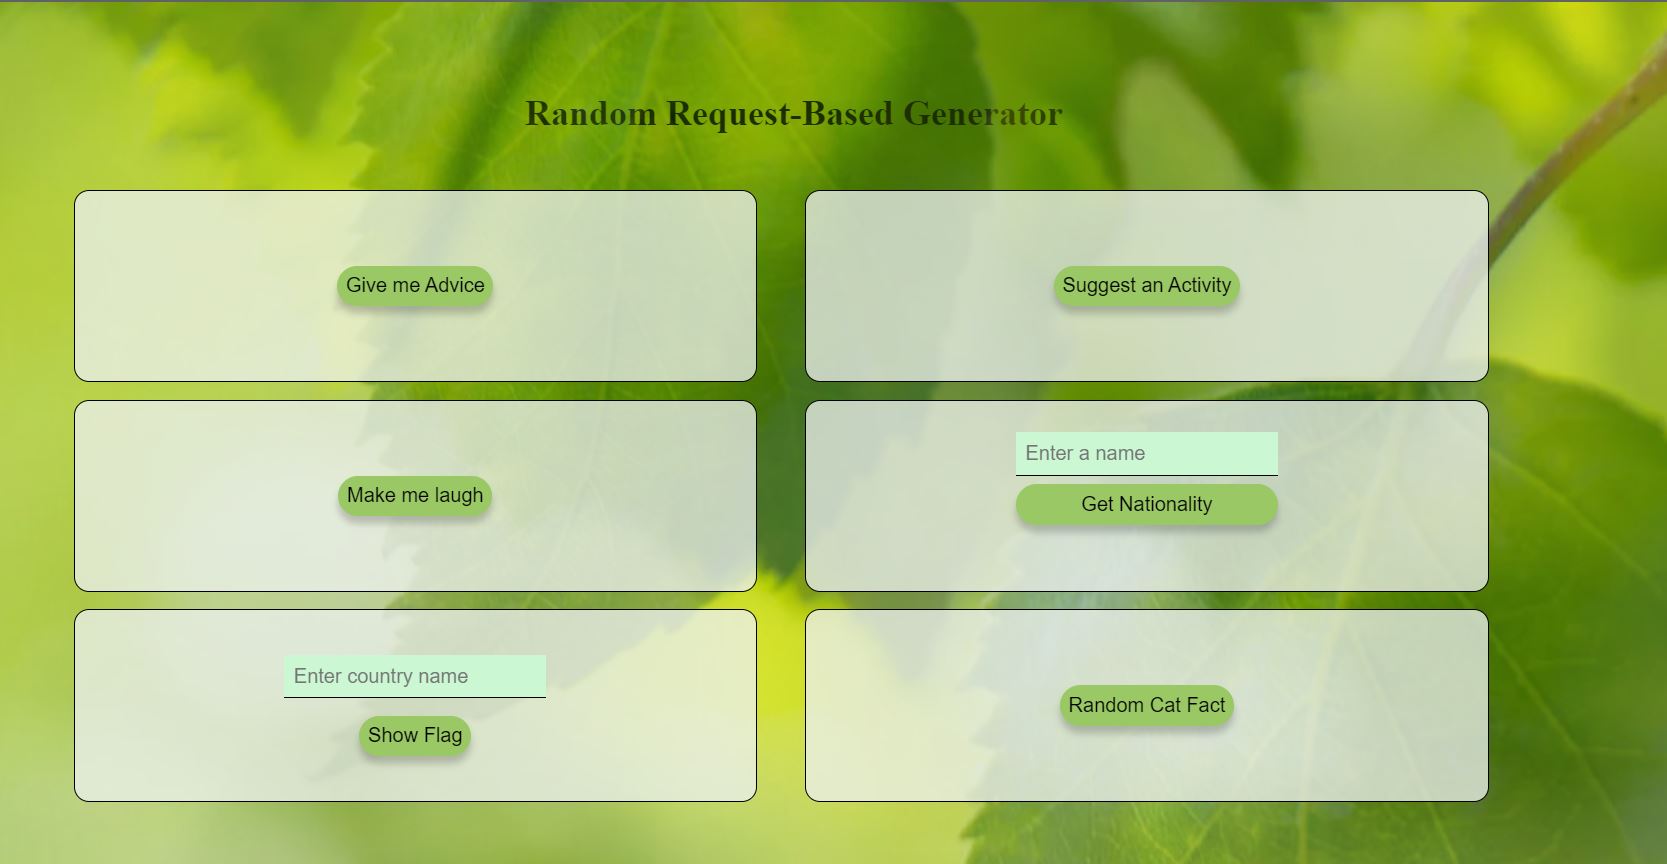 Random Request-Based Generator
Give me Advice
Suggest an Activity
Make me laugh
Enter a name
Get Nationality
Enter country name
Show Flag
Random Cat Fact